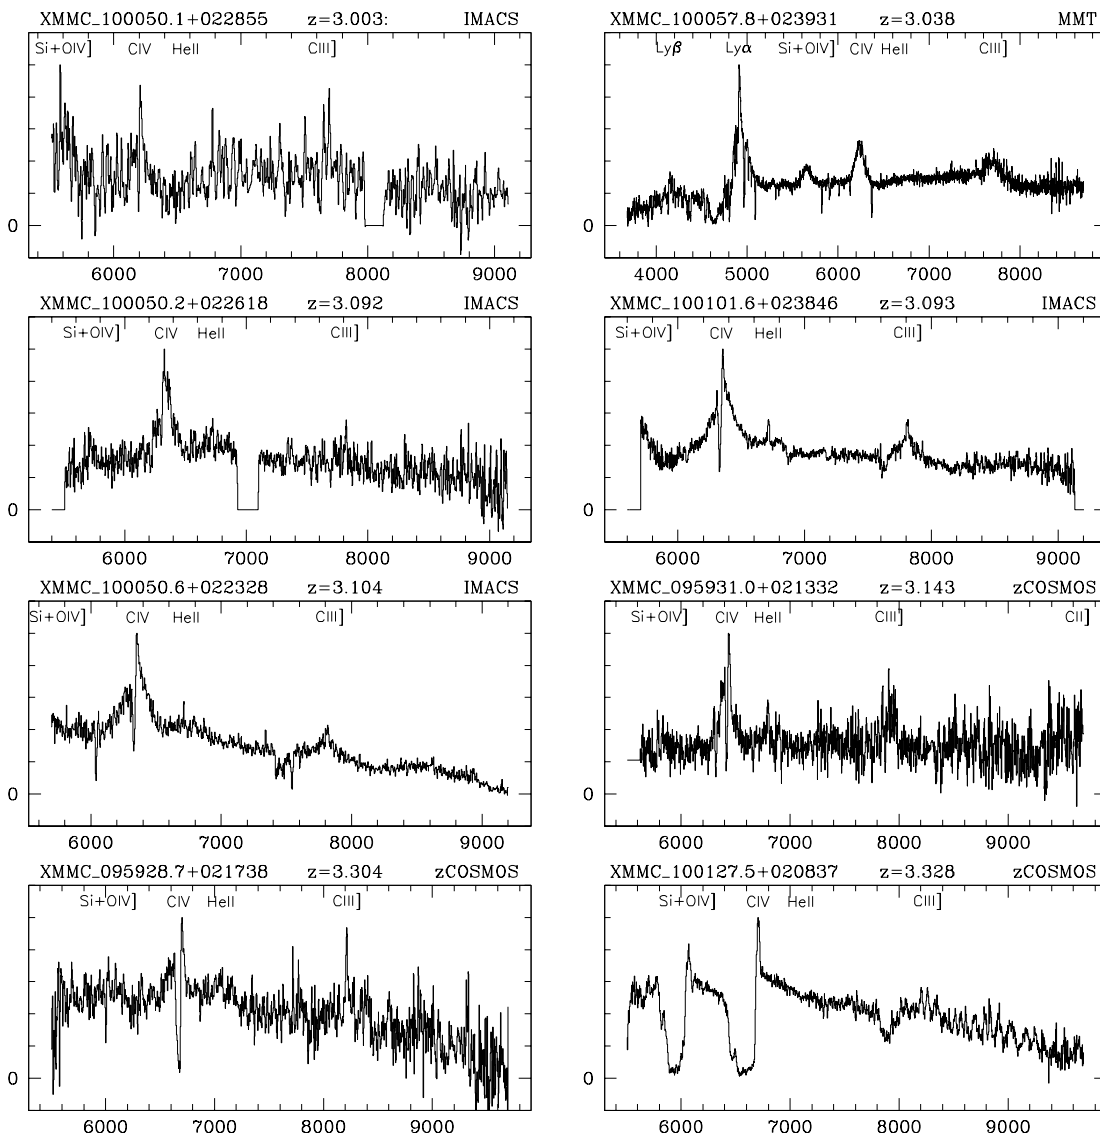 XMMC_100050.1+022855 z=3.003: IMACS
Si+OIV] CIV HeII CIII]
0
6000 7000 8000 9000
XMMC_100057.8+023931 z=3.038 MMT
Lyβ Lyα Si+OIV] CIV HeII CIII]
0
4000 5000 6000 7000 8000
XMMC_100050.2+022618 z=3.092 IMACS
Si+OIV] CIV HeII CIII]
0
6000 7000 8000 9000
XMMC_100101.6+023846 z=3.093 IMACS
Si+OIV] CIV HeII CIII]
0
6000 7000 8000 9000
XMMC_100050.6+022328 z=3.104 IMACS
Si+OIV] CIV HeII CIII]
0
6000 7000 8000 9000
XMMC_095931.0+021332 z=3.143 zCOSMOS
Si+OIV] CIV HeII CIII] CII]
0
6000 7000 8000 9000
XMMC_095928.7+021738 z=3.304 zCOSMOS
Si+OIV] CIV HeII CIII]
0
6000 7000 8000 9000
XMMC_100127.5+020837 z=3.328 zCOSMOS
Si+OIV] CIV HeII CIII]
0
6000 7000 8000 9000